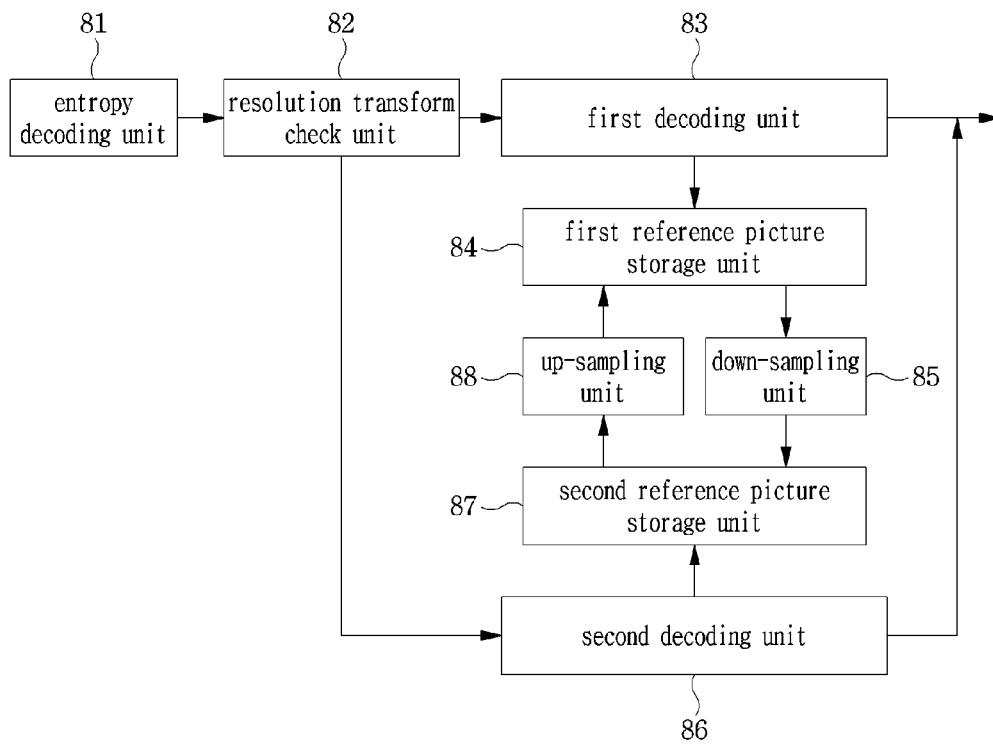 81
82
83
entropy
decoding unit
resolution transform
check unit
first decoding unit
84
first reference picture
storage unit
88
up-sampling
unit
down-sampling
unit
85
87
second reference picture
storage unit
second decoding unit
86